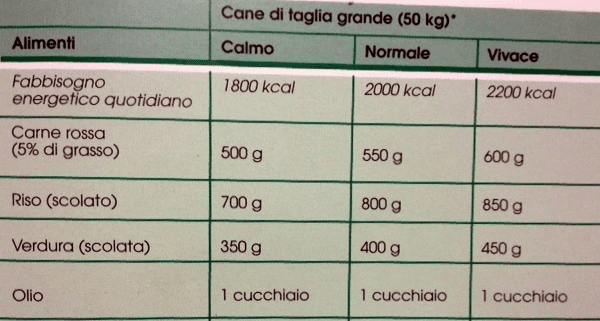 Cane di taglia grande (50 kg)*
Alimenti Calmo Normale Vivace
Fabbisogno
energetico quotidiano 1800 kcal 2000 kcal 2200 kcal
Carne rossa
(5% di grasso) 500 g 550 g 600 g
Riso (scolato) 700 g 800 g 850 g
Verdura (scolata) 350 g 400 g 450 g
Olio 1 cucchiaio 1 cucchiaio 1 cucchiaio